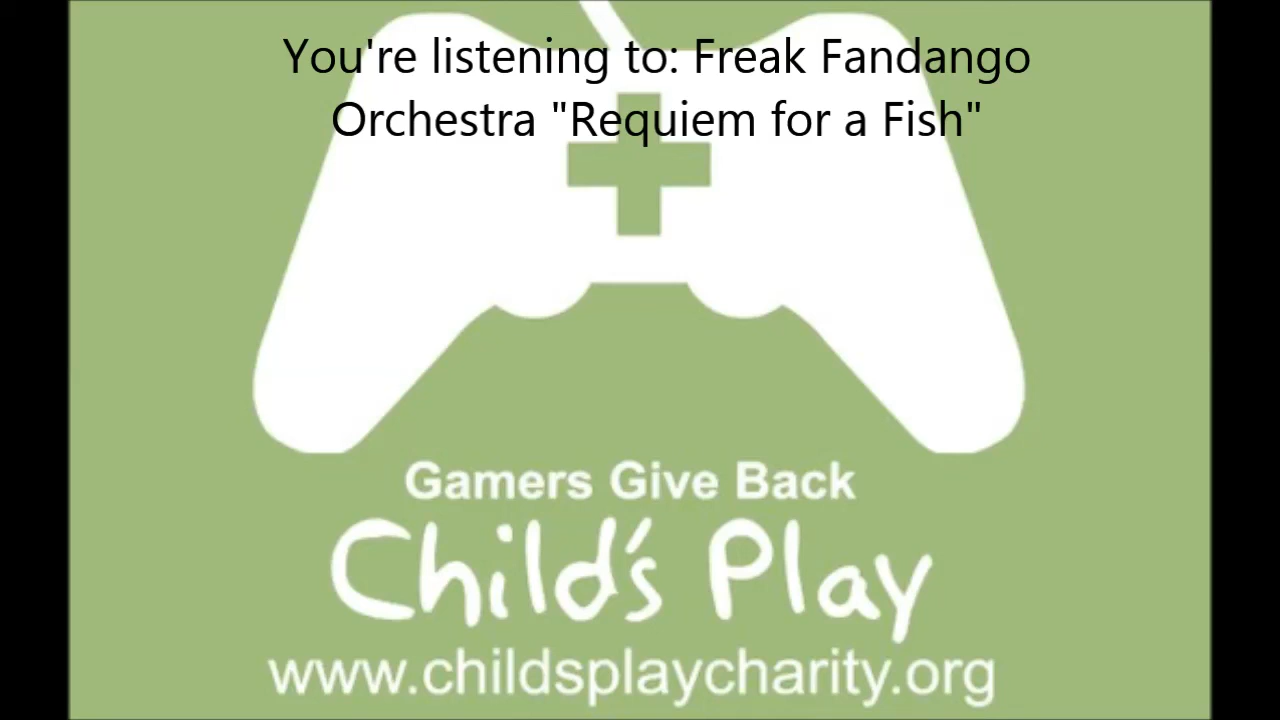 You're listening to: Freak Fandango
Orchestra "Requiem for a Fish"
Gamers Give Back
Child's Play
www.childsplaycharity.org